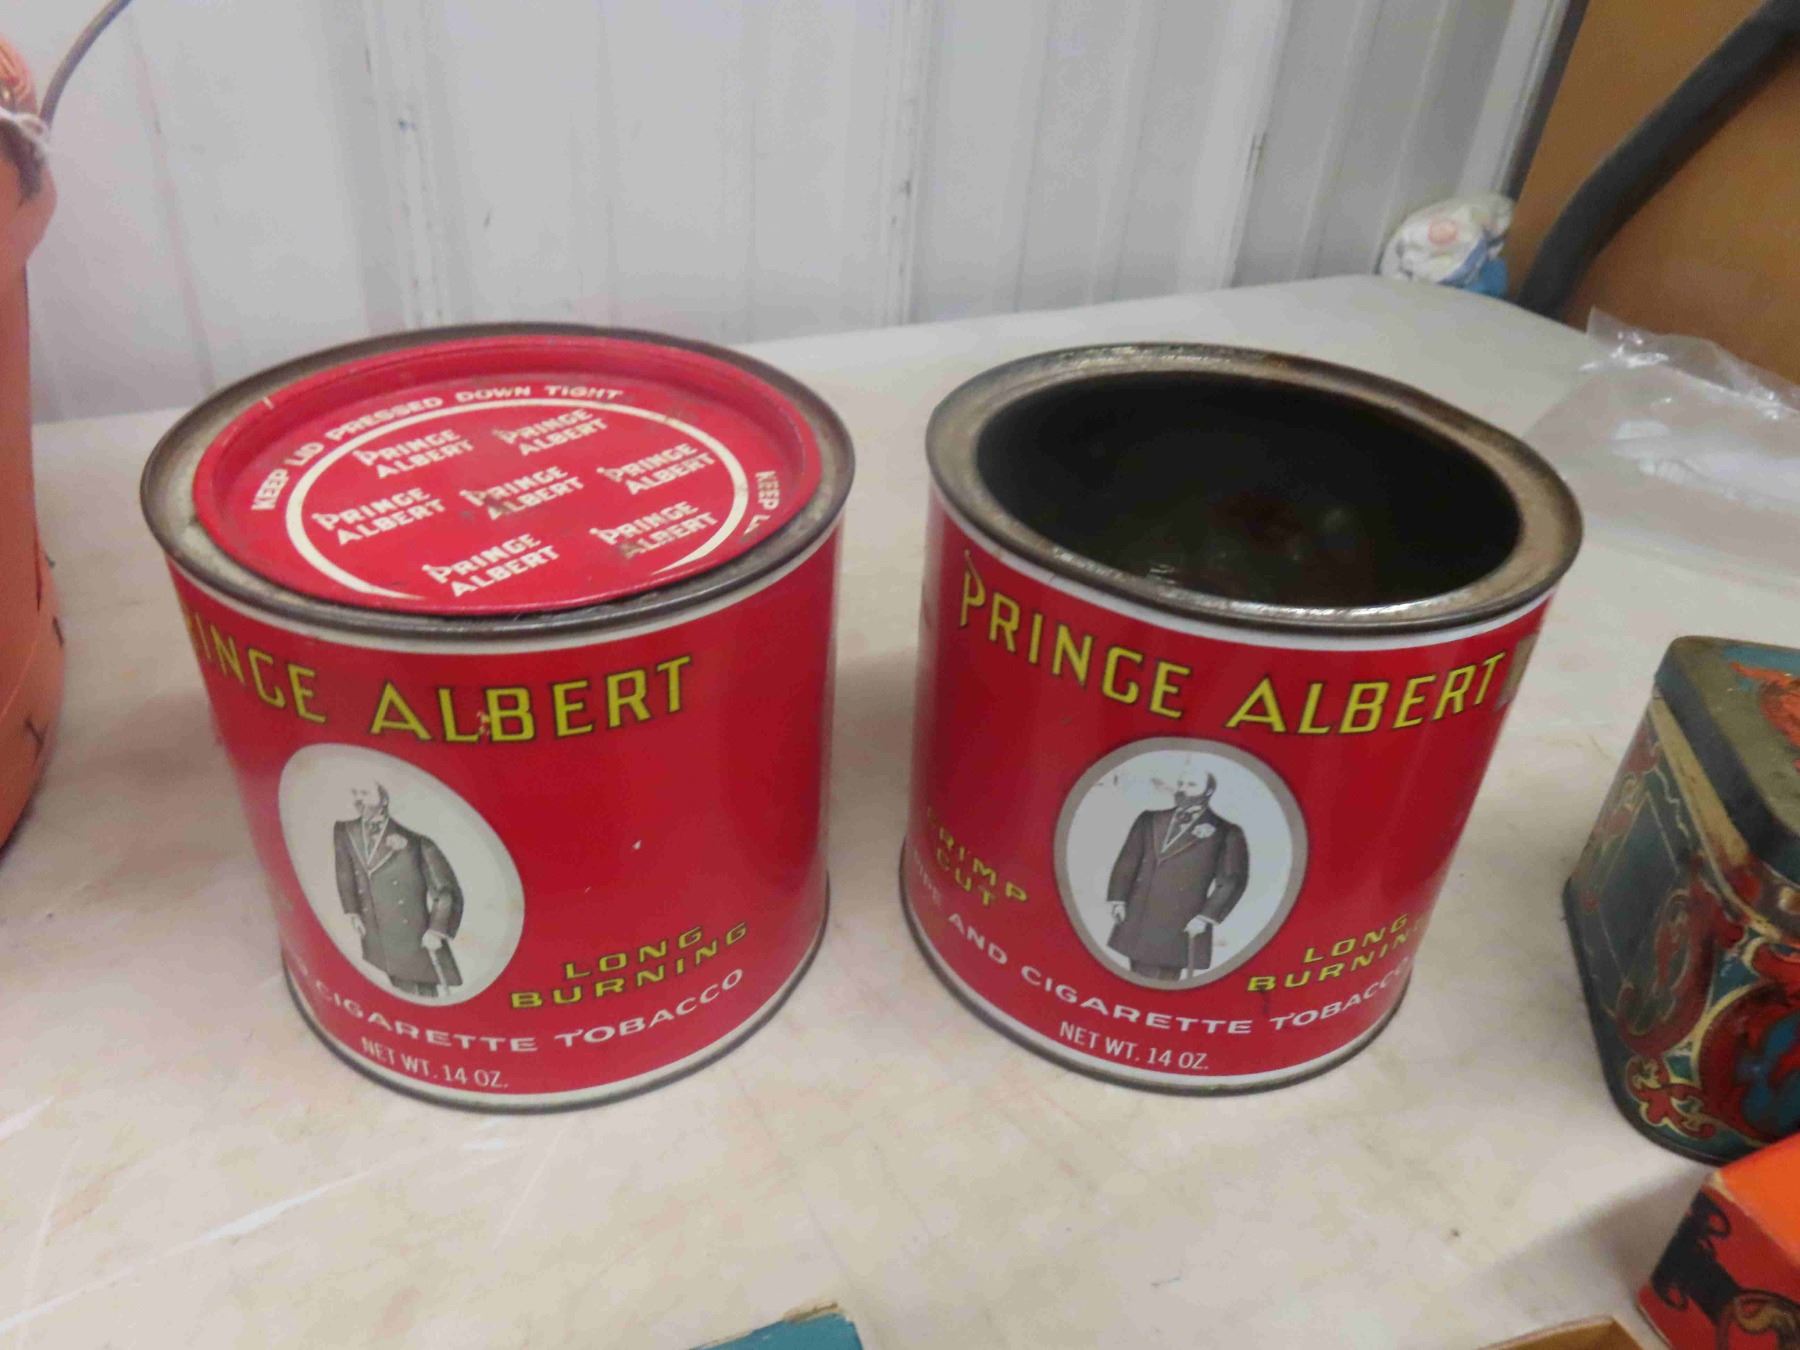 KEEP LID PRESSED DOWN TIGHT
KEEP
PRINCE ALBERT
PRINCE ALBERT
PRINCE ALBERT
PRINCE ALBERT
PRINCE ALBERT
PRINCE ALBERT
PRINCE ALBERT
INCE ALBERT
LONG
BURNING
CIGARETTE TOBACCO
NET WT. 14 OZ.
PRINCE ALBERT
CRIMP
CUT
LONG
BURNING
AND CIGARETTE TOBACCO
NET WT. 14 OZ.